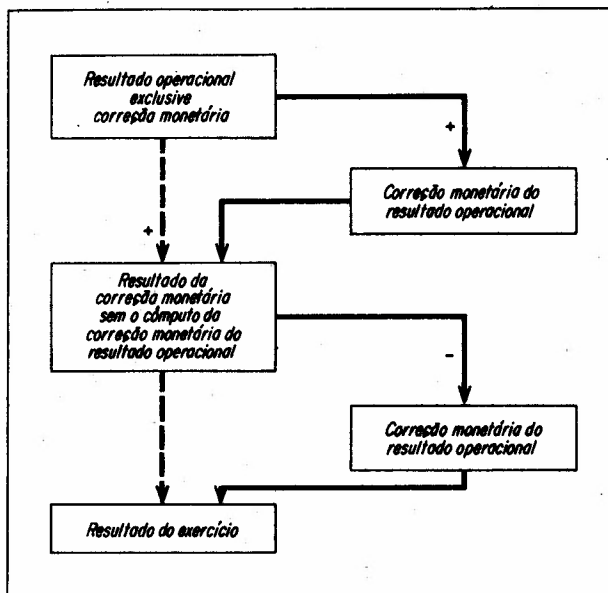 Resultado operacional
exclusive
correção monetária
+
Correção monetária do
resultado operacional
+
Resultado da
correção monetária
sem o cômputo da
correção monetária do
resultado operacional
-
Correção monetária do
resultado operacional
Resultado do exercício